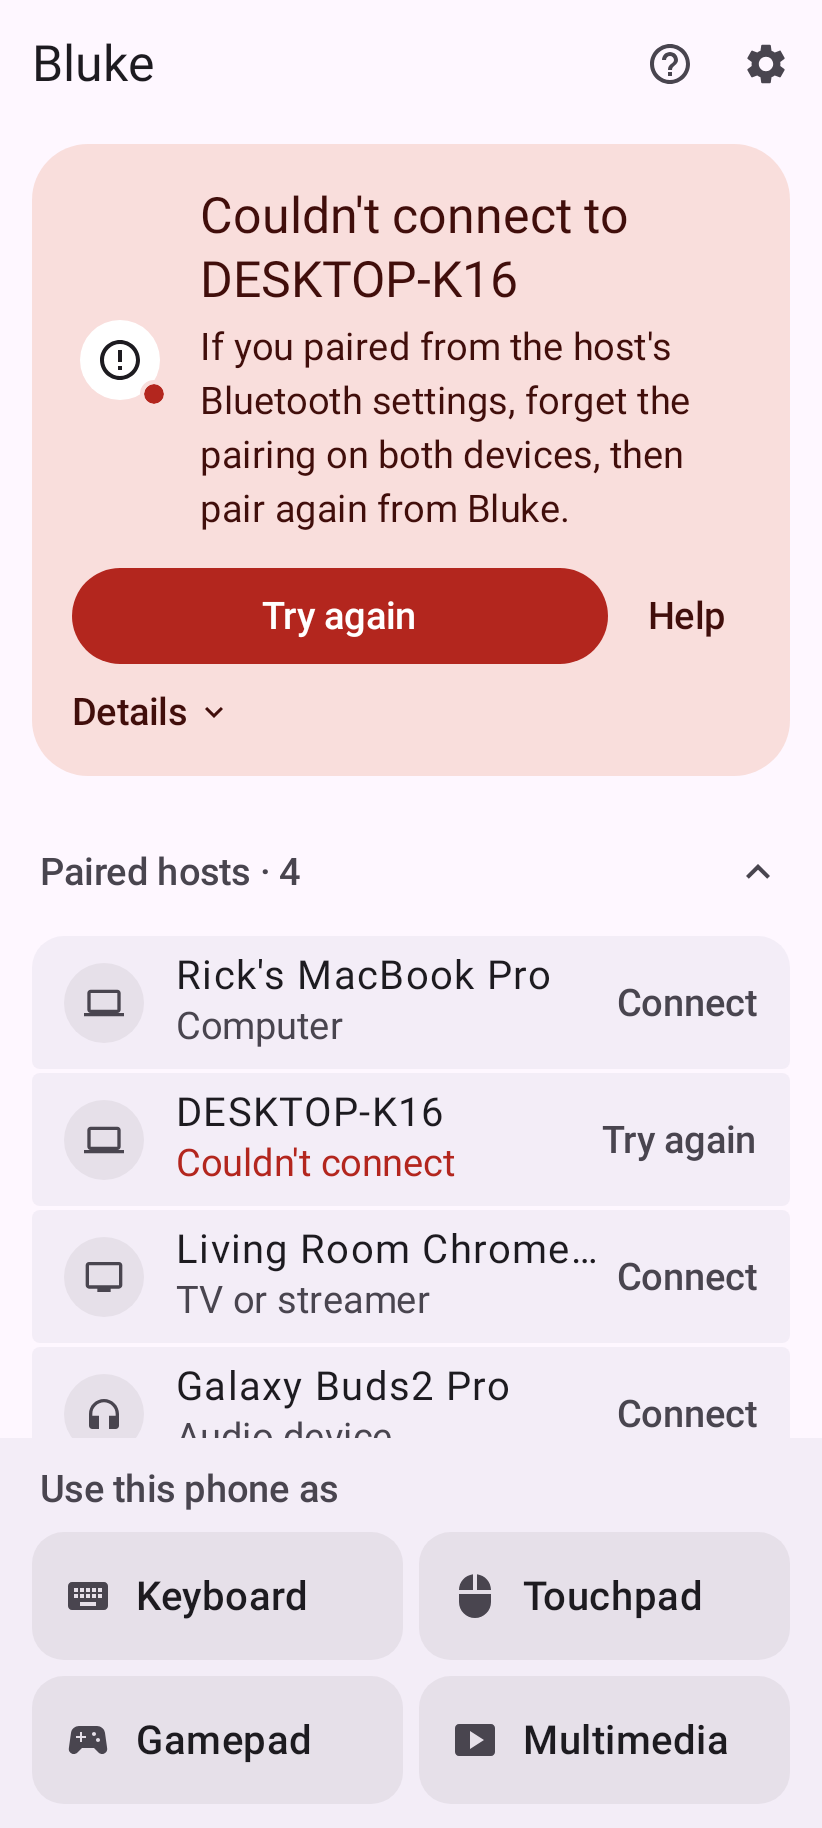 Bluke
Couldn't connect to
DESKTOP-K16
If you paired from the host's
Bluetooth settings, forget the
pairing on both devices, then
pair again from Bluke.
Try again
Help
Details
Paired hosts · 4
Rick's MacBook Pro
Computer
Connect
DESKTOP-K16
Couldn't connect
Try again
Living Room Chrome…
TV or streamer
Connect
Galaxy Buds2 Pro
Audio device
Connect
Use this phone as
Keyboard
Touchpad
Gamepad
Multimedia